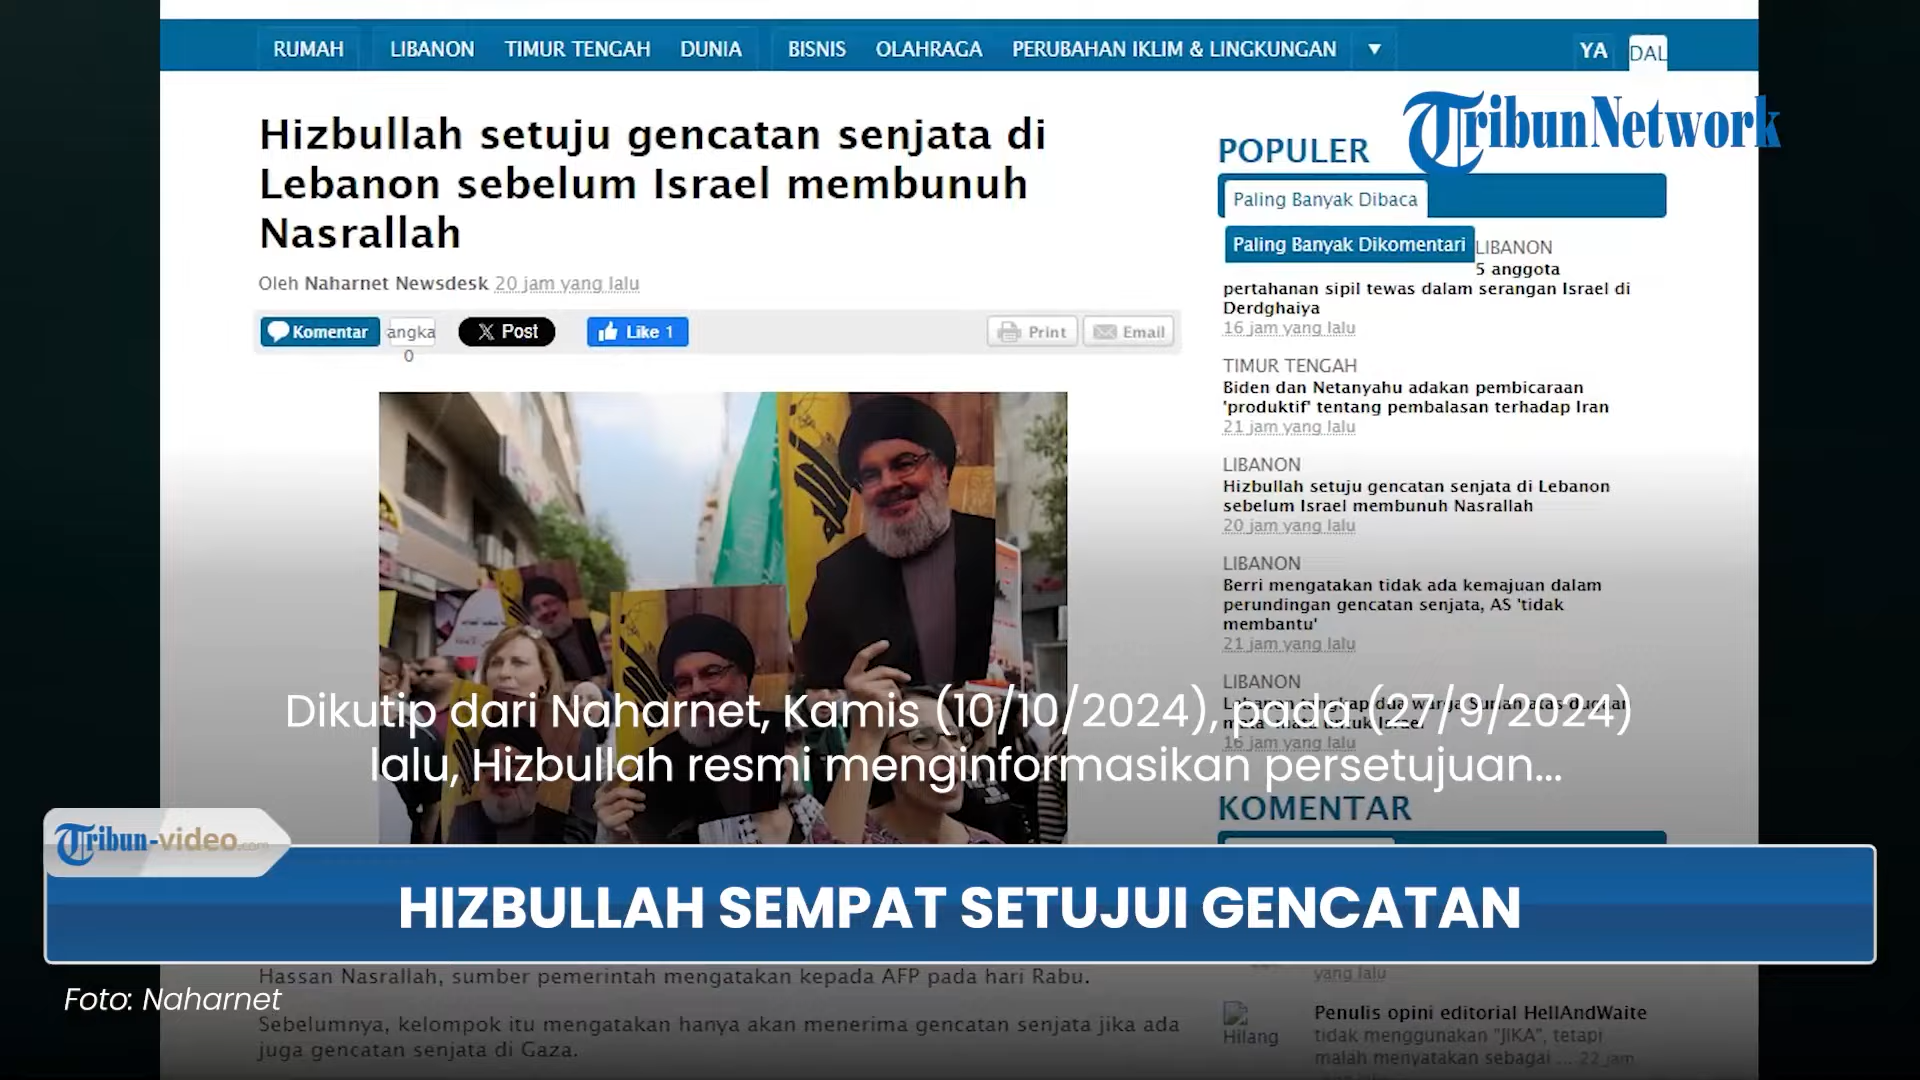 RUMAH LIBANON TIMUR TENGAH DUNIA BISNIS OLAHRAGA PERUBAHAN IKLIM & LINGKUNGAN YA DAL
TribunNetwork
Hizbullah setuju gencatan senjata di
Lebanon sebelum Israel membunuh
Nasrallah
Oleh Naharnet Newsdesk 20 jam yang lalu
Komentar angka Post Like 1 Print Email
0
POPULER
Paling Banyak Dibaca
Paling Banyak Dikomentari
LIBANON
5 anggota
pertahanan sipil tewas dalam serangan Israel di
Derdghaiya
16 jam yang lalu
TIMUR TENGAH
Biden dan Netanyahu adakan pembicaraan
'produktif' tentang pembalasan terhadap Iran
21 jam yang lalu
LIBANON
Hizbullah setuju gencatan senjata di Lebanon
sebelum Israel membunuh Nasrallah
20 jam yang lalu
LIBANON
Berri mengatakan tidak ada kemajuan dalam
perundingan gencatan senjata, AS 'tidak
membantu'
21 jam yang lalu
LIBANON
16 jam yang lalu
Dikutip dari Naharnet, Kamis (10/10/2024), pada (27/9/2024)
lalu, Hizbullah resmi menginformasikan persetujuan...
KOMENTAR
Tribun-video.com
HIZBULLAH SEMPAT SETUJUI GENCATAN
Hassan Nasrallah, sumber pemerintah mengatakan kepada AFP pada hari Rabu.
Foto: Naharnet
Sebelumnya, kelompok itu mengatakan hanya akan menerima gencatan senjata jika ada
juga gencatan senjata di Gaza.
yang lalu
Hilang
Penulis opini editorial HellAndWaite
tidak menggunakan "JIKA", tetapi
malah menyatakan sebagai ... 22 jam